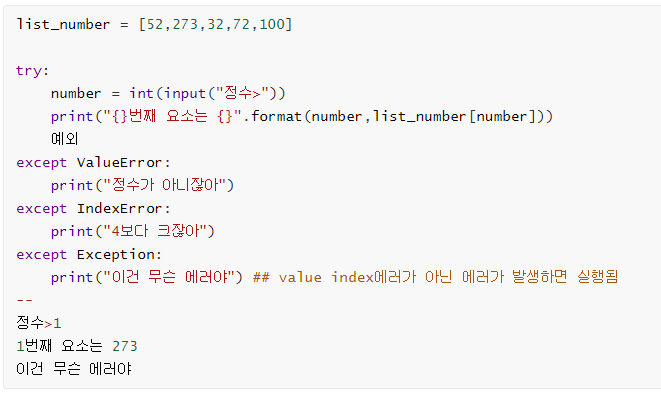 list_number = [52,273,32,72,100]
try:
    number = int(input("정수>"))
    print("{}번째 요소는 {}".format(number,list_number[number]))
    예외
except ValueError:
    print("정수가 아니잖아")
except IndexError:
    print("4보다 크잖아")
except Exception:
    print("이건 무슨 에러야") ## value index에러가 아닌 에러가 발생하면 실행됨
--
정수>1
1번째 요소는 273
이건 무슨 에러야